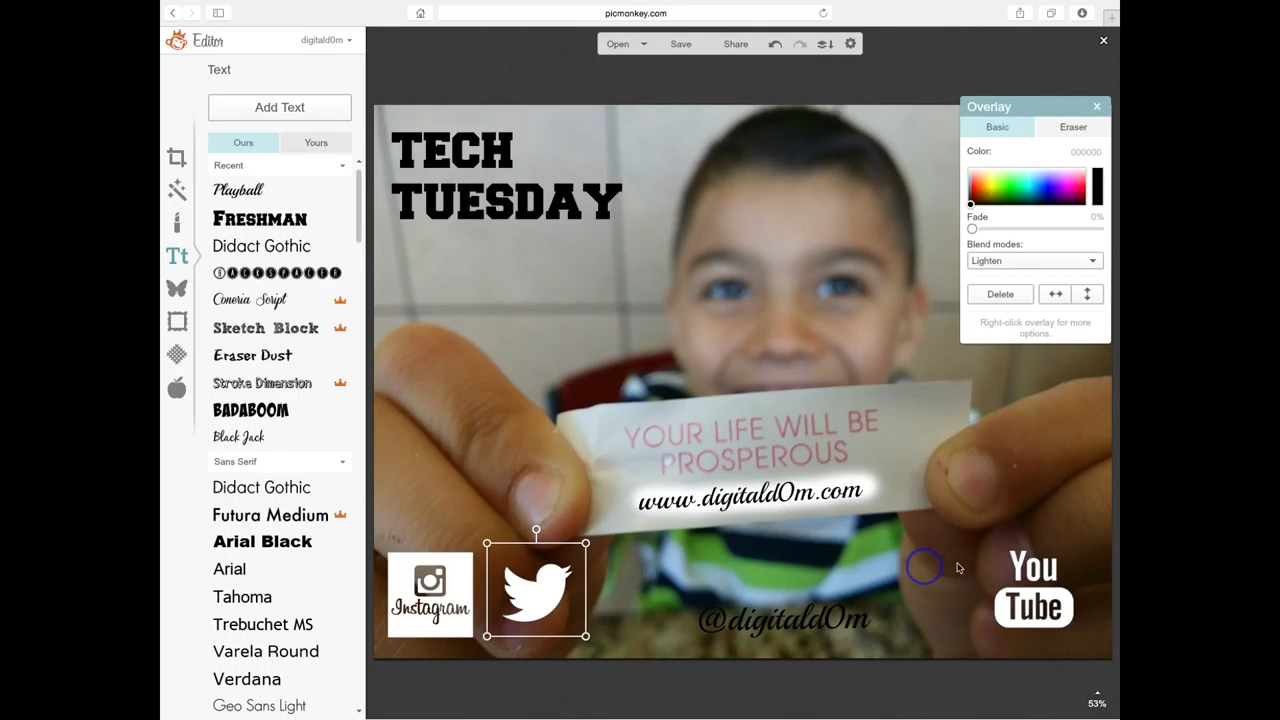 picmonkey.com
Editor
digitald0m
Open
Save
Share
Text
Add Text
Ours
Yours
Recent
Playball
FRESHMAN
Didact Gothic
BACKSPACER
Coneria Script
Sketch Block
Eraser Dust
Stroke Dimension
BADABOOM
Black Jack
Sans Serif
Didact Gothic
Futura Medium
Arial Black
Arial
Tahoma
Trebuchet MS
Varela Round
Verdana
Geo Sans Light
TECH
TUESDAY
YOUR LIFE WILL BE
PROSPEROUS
www.digitald0m.com
Instagram
@digitald0m
You
Tube
Overlay
Basic
Eraser
Color:
000000
Fade
0%
Blend modes:
Lighten
Delete
Right-click overlay for more
options.
53%